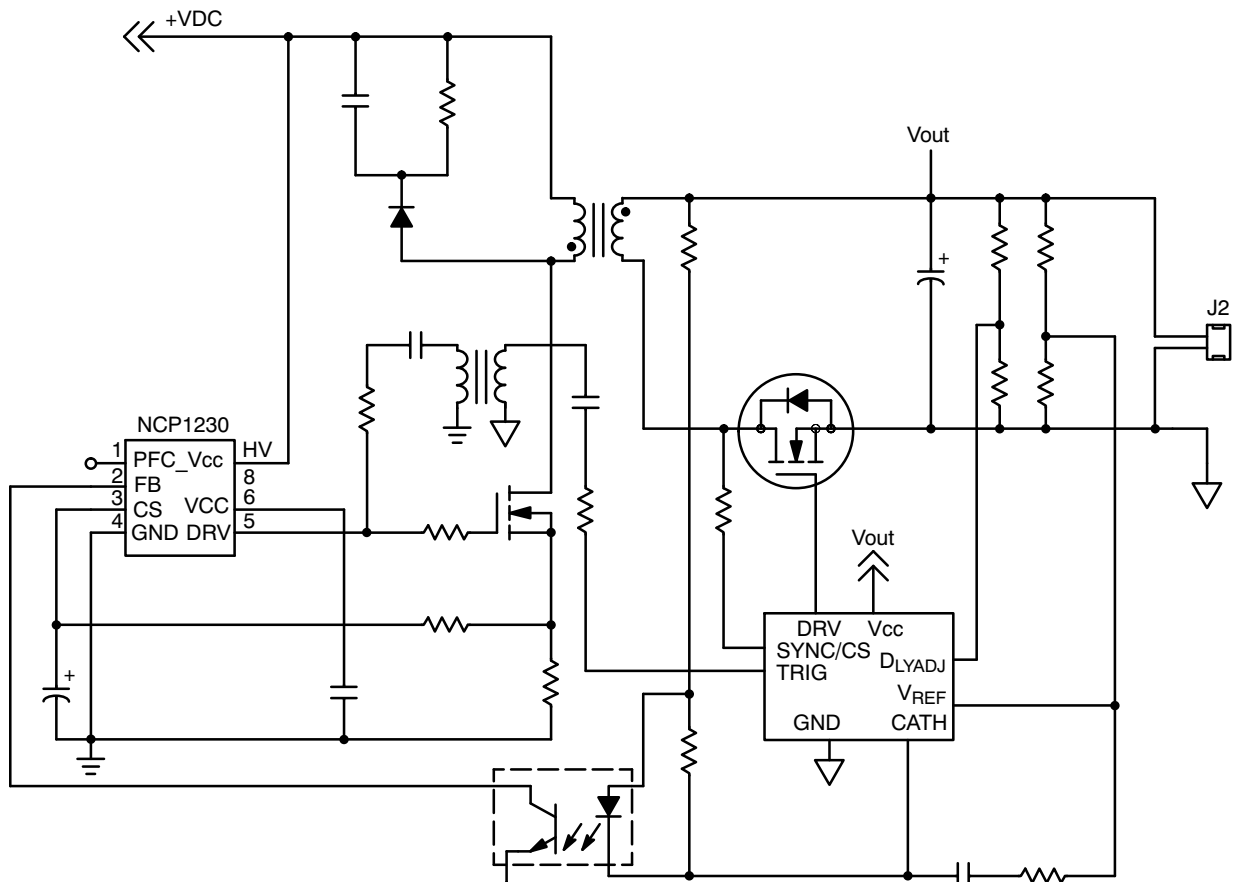 +VDC
Vout
J2
NCP1230
1 PFC_Vcc HV
8
2 FB
3 CS VCC 6
4 GND DRV 5
+
+
Vout
DRV Vcc
SYNC/CS DLYADJ
TRIG
VREF
GND CATH